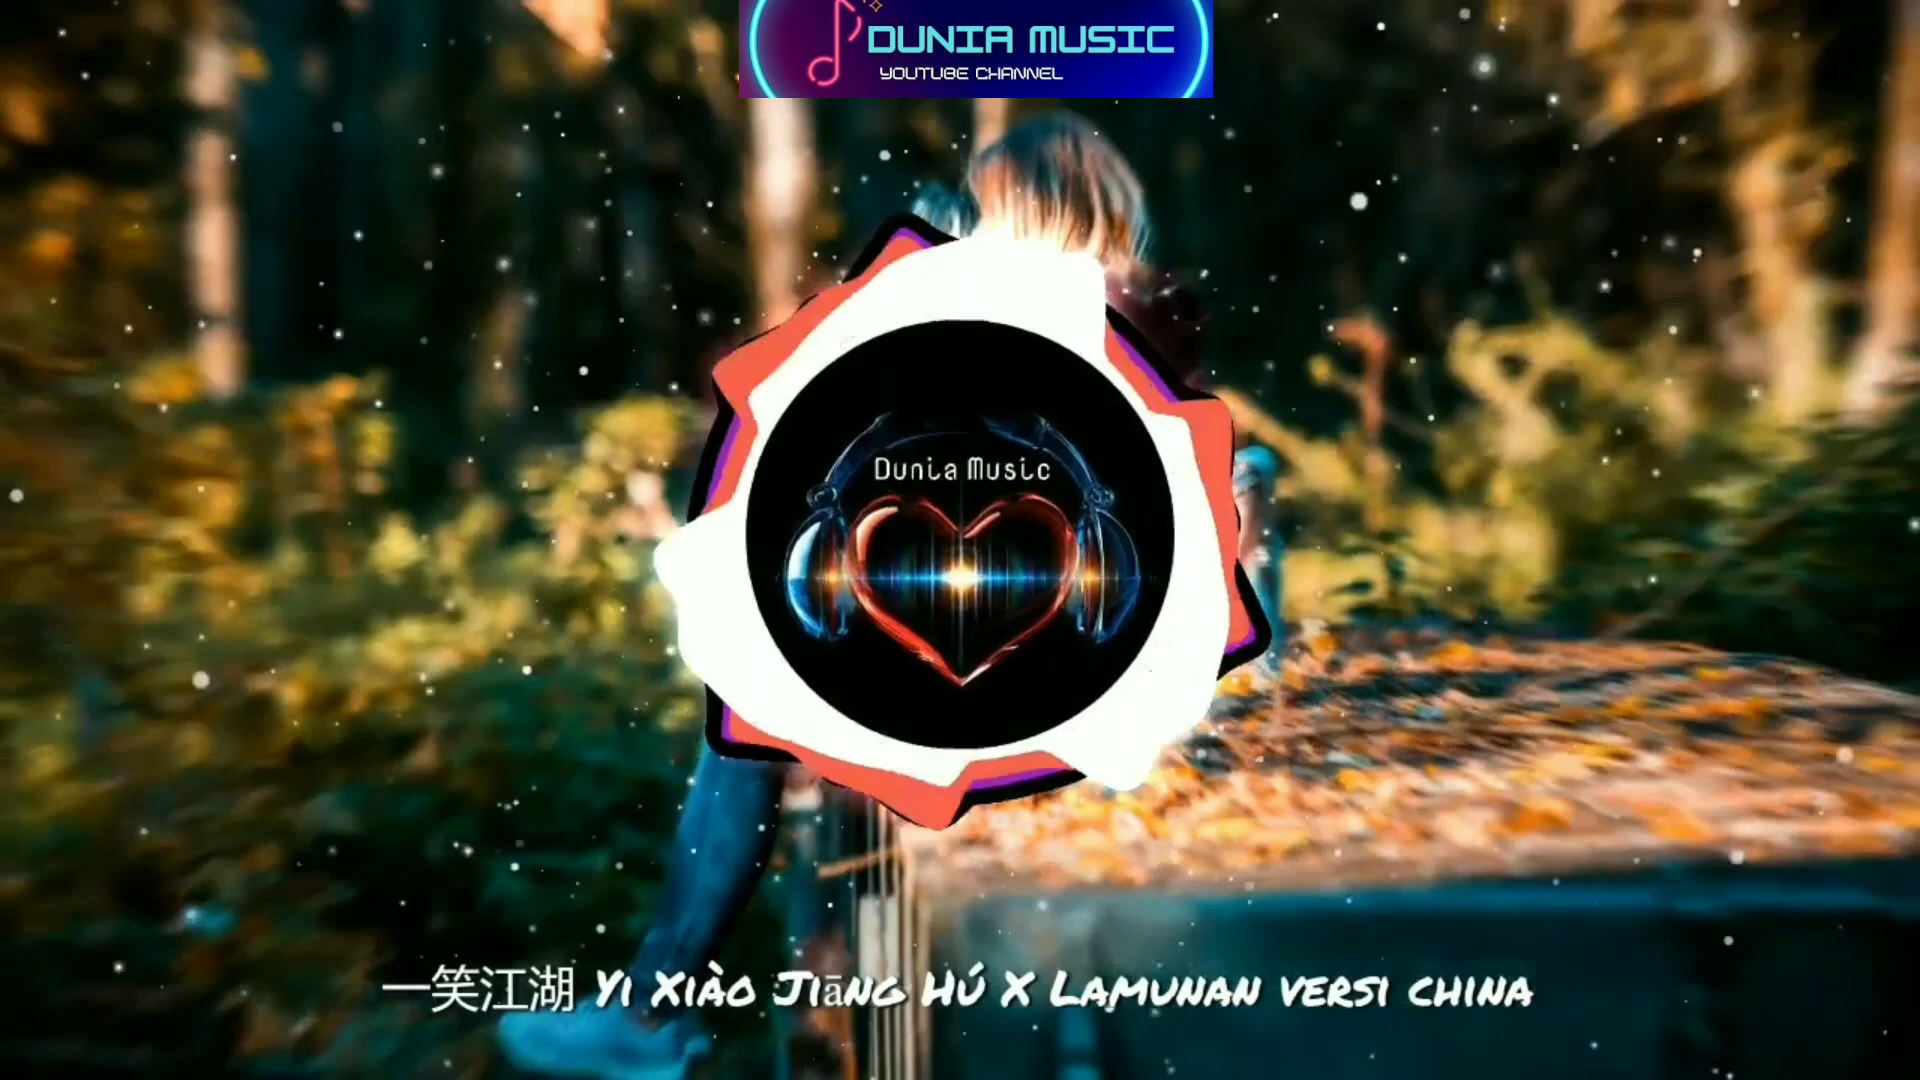 DUNIA MUSIC
YOUTUBE CHANNEL
Dunia Music
一笑江湖 Yi Xiào Jiāng Hú X Lamunan versi china